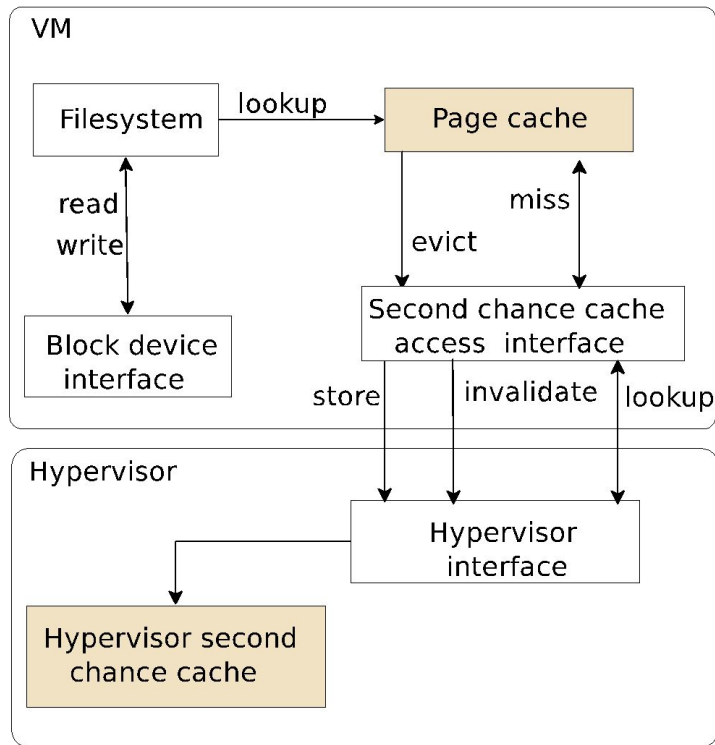 VM
Filesystem
lookup
Page cache
read
write
evict
miss
Second chance cache
access interface
Block device
interface
store
invalidate
lookup
Hypervisor
Hypervisor
interface
Hypervisor second
chance cache